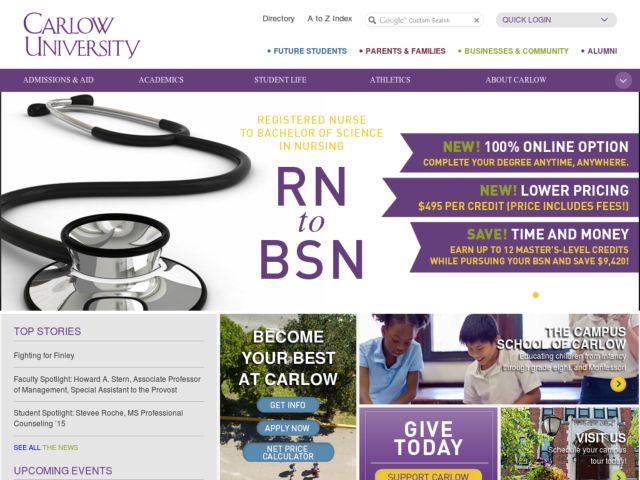 CARLOW
UNIVERSITY
Directory
A to Z Index
Google™ Custom Search
×
QUICK LOGIN
• FUTURE STUDENTS
• PARENTS & FAMILIES
• BUSINESSES & COMMUNITY
• ALUMNI
ADMISSIONS & AID
ACADEMICS
STUDENT LIFE
ATHLETICS
ABOUT CARLOW
REGISTERED NURSE
TO BACHELOR OF SCIENCE
IN NURSING
RN
to
BSN
NEW! 100% ONLINE OPTION
COMPLETE YOUR DEGREE ANYTIME, ANYWHERE.
NEW! LOWER PRICING
$495 PER CREDIT (PRICE INCLUDES FEES!)
SAVE! TIME AND MONEY
EARN UP TO 12 MASTER'S-LEVEL CREDITS
WHILE PURSUING YOUR BSN AND SAVE $9,420!
TOP STORIES
Fighting for Finley
Faculty Spotlight: Howard A. Stern, Associate Professor
of Management, Special Assistant to the Provost
Student Spotlight: Stevee Roche, MS Professional
Counseling '15
SEE ALL THE NEWS
UPCOMING EVENTS
BECOME
YOUR BEST
AT CARLOW
GET INFO
APPLY NOW
NET PRICE
CALCULATOR
THE CAMPUS
SCHOOL OF CARLOW
Educating children from infancy
through grade eight, and Montessori
GIVE
TODAY
SUPPORT CARLOW
VISIT US
Schedule your campus
tour today!